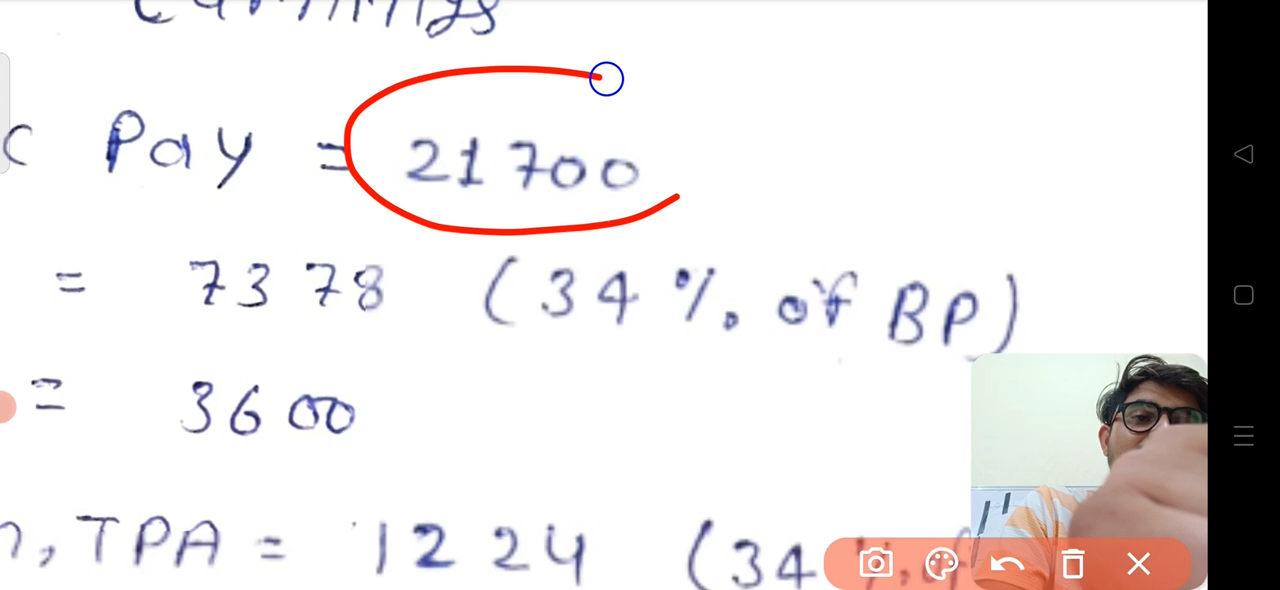 Pay = 21700
= 7378 (34 %. of BP)
= 3600
, TPA = 1224 (34